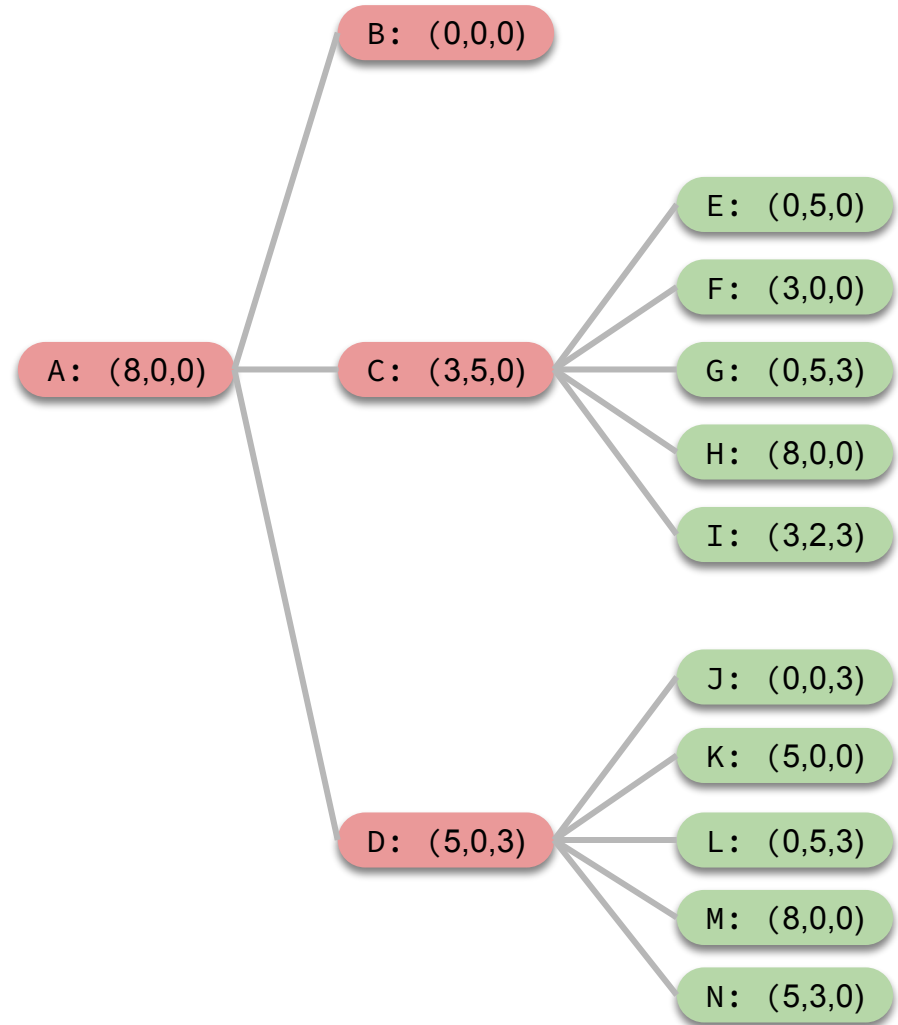 B: (0,0,0)
E: (0,5,0)
F: (3,0,0)
A: (8,0,0)
C: (3,5,0)
G: (0,5,3)
H: (8,0,0)
I: (3,2,3)
J: (0,0,3)
K: (5,0,0)
D: (5,0,3)
L: (0,5,3)
M: (8,0,0)
N: (5,3,0)